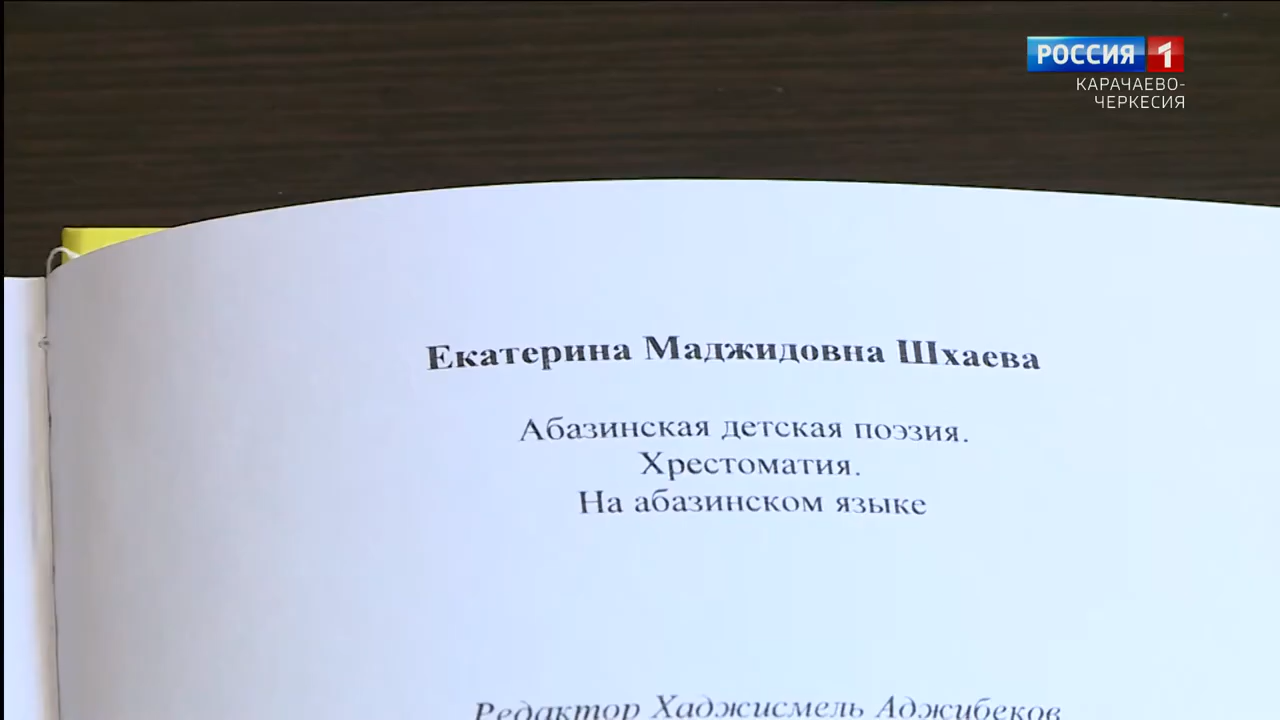 РОССИЯ 1
КАРАЧАЕВО-
ЧЕРКЕСИЯ
Екатерина Маджидовна Шхаева
Абазинская детская поэзия.
Хрестоматия.
На абазинском языке
Редактор Хаджисмель Аджибеков